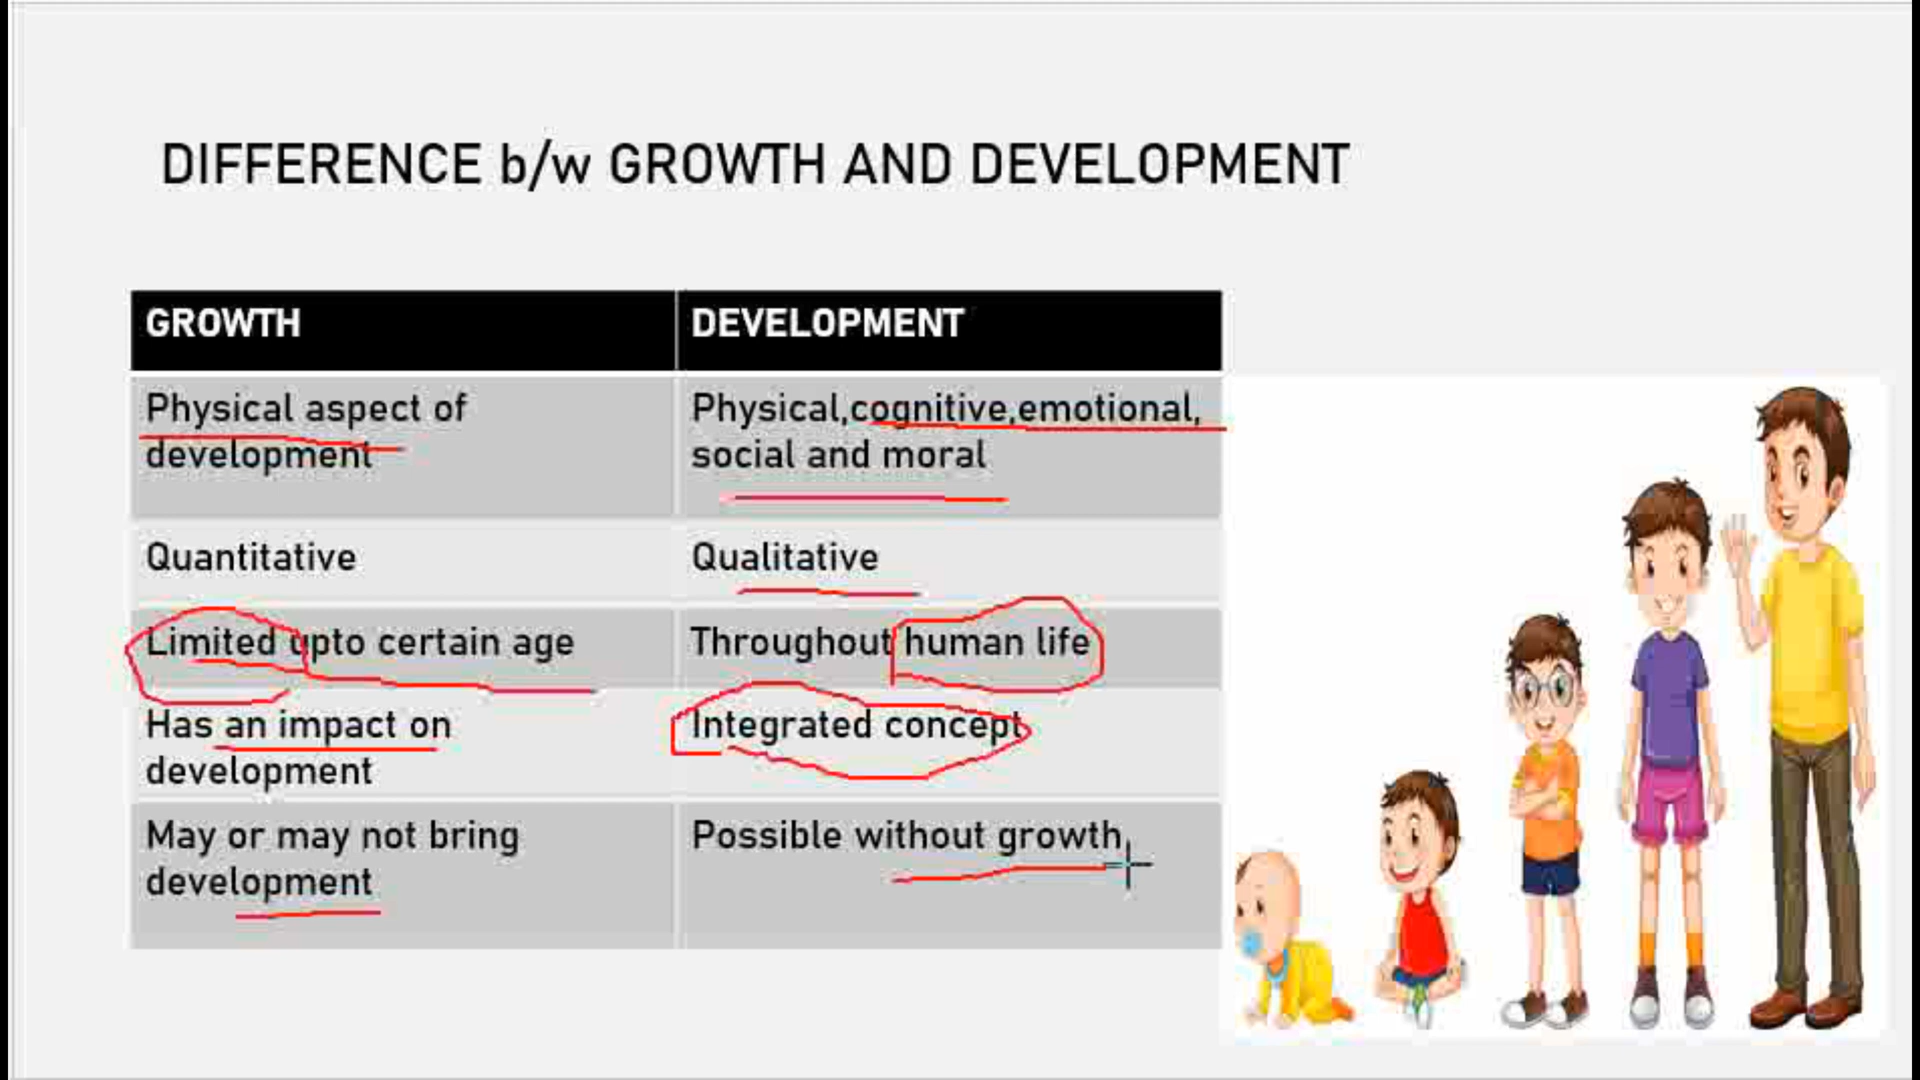 DIFFERENCE b/w GROWTH AND DEVELOPMENT
GROWTH
DEVELOPMENT
Physical aspect of
development
Physical,cognitive,emotional,
social and moral
Quantitative
Qualitative
Limited upto certain age
Throughout human life
Has an impact on
development
Integrated concept
May or may not bring
development
Possible without growth